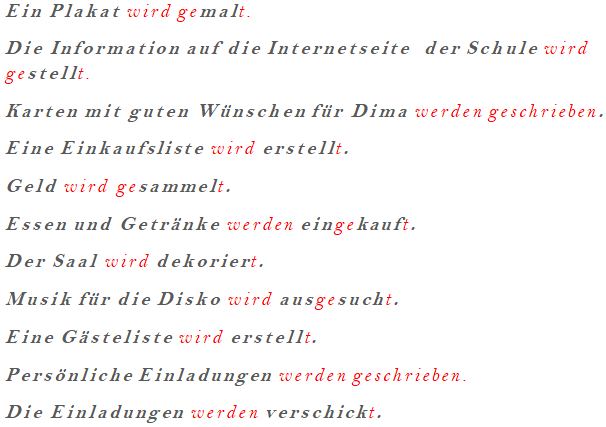 Ein Plakat wird gemalt.
Die Information auf die Internetseite der Schule wird
gestellt.
Karten mit guten Wünschen für Dima werden geschrieben.
Eine Einkaufsliste wird erstellt.
Geld wird gesammelt.
Essen und Getränke werden eingekauft.
Der Saal wird dekoriert.
Musik für die Disko wird ausgesucht.
Eine Gästeliste wird erstellt.
Persönliche Einladungen werden geschrieben.
Die Einladungen werden verschickt.